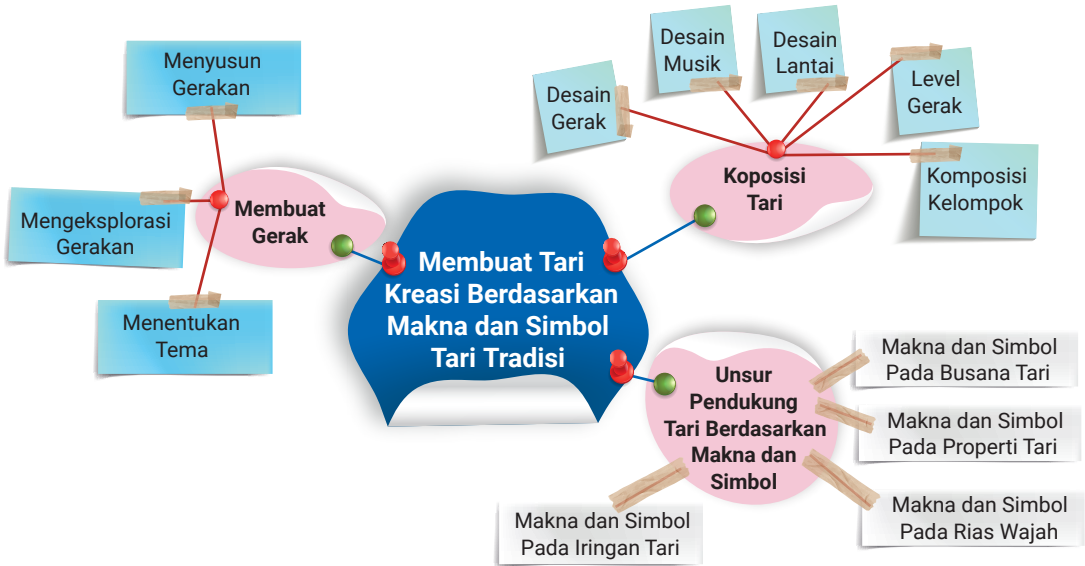 Membuat Tari
Kreasi Berdasarkan
Makna dan Simbol
Tari Tradisi
Membuat
Gerak
Menyusun
Gerakan
Mengeksplorasi
Gerakan
Menentukan
Tema
Koposisi
Tari
Desain
Gerak
Desain
Musik
Desain
Lantai
Level
Gerak
Komposisi
Kelompok
Unsur
Pendukung
Tari Berdasarkan
Makna dan
Simbol
Makna dan Simbol
Pada Busana Tari
Makna dan Simbol
Pada Properti Tari
Makna dan Simbol
Pada Rias Wajah
Makna dan Simbol
Pada Iringan Tari